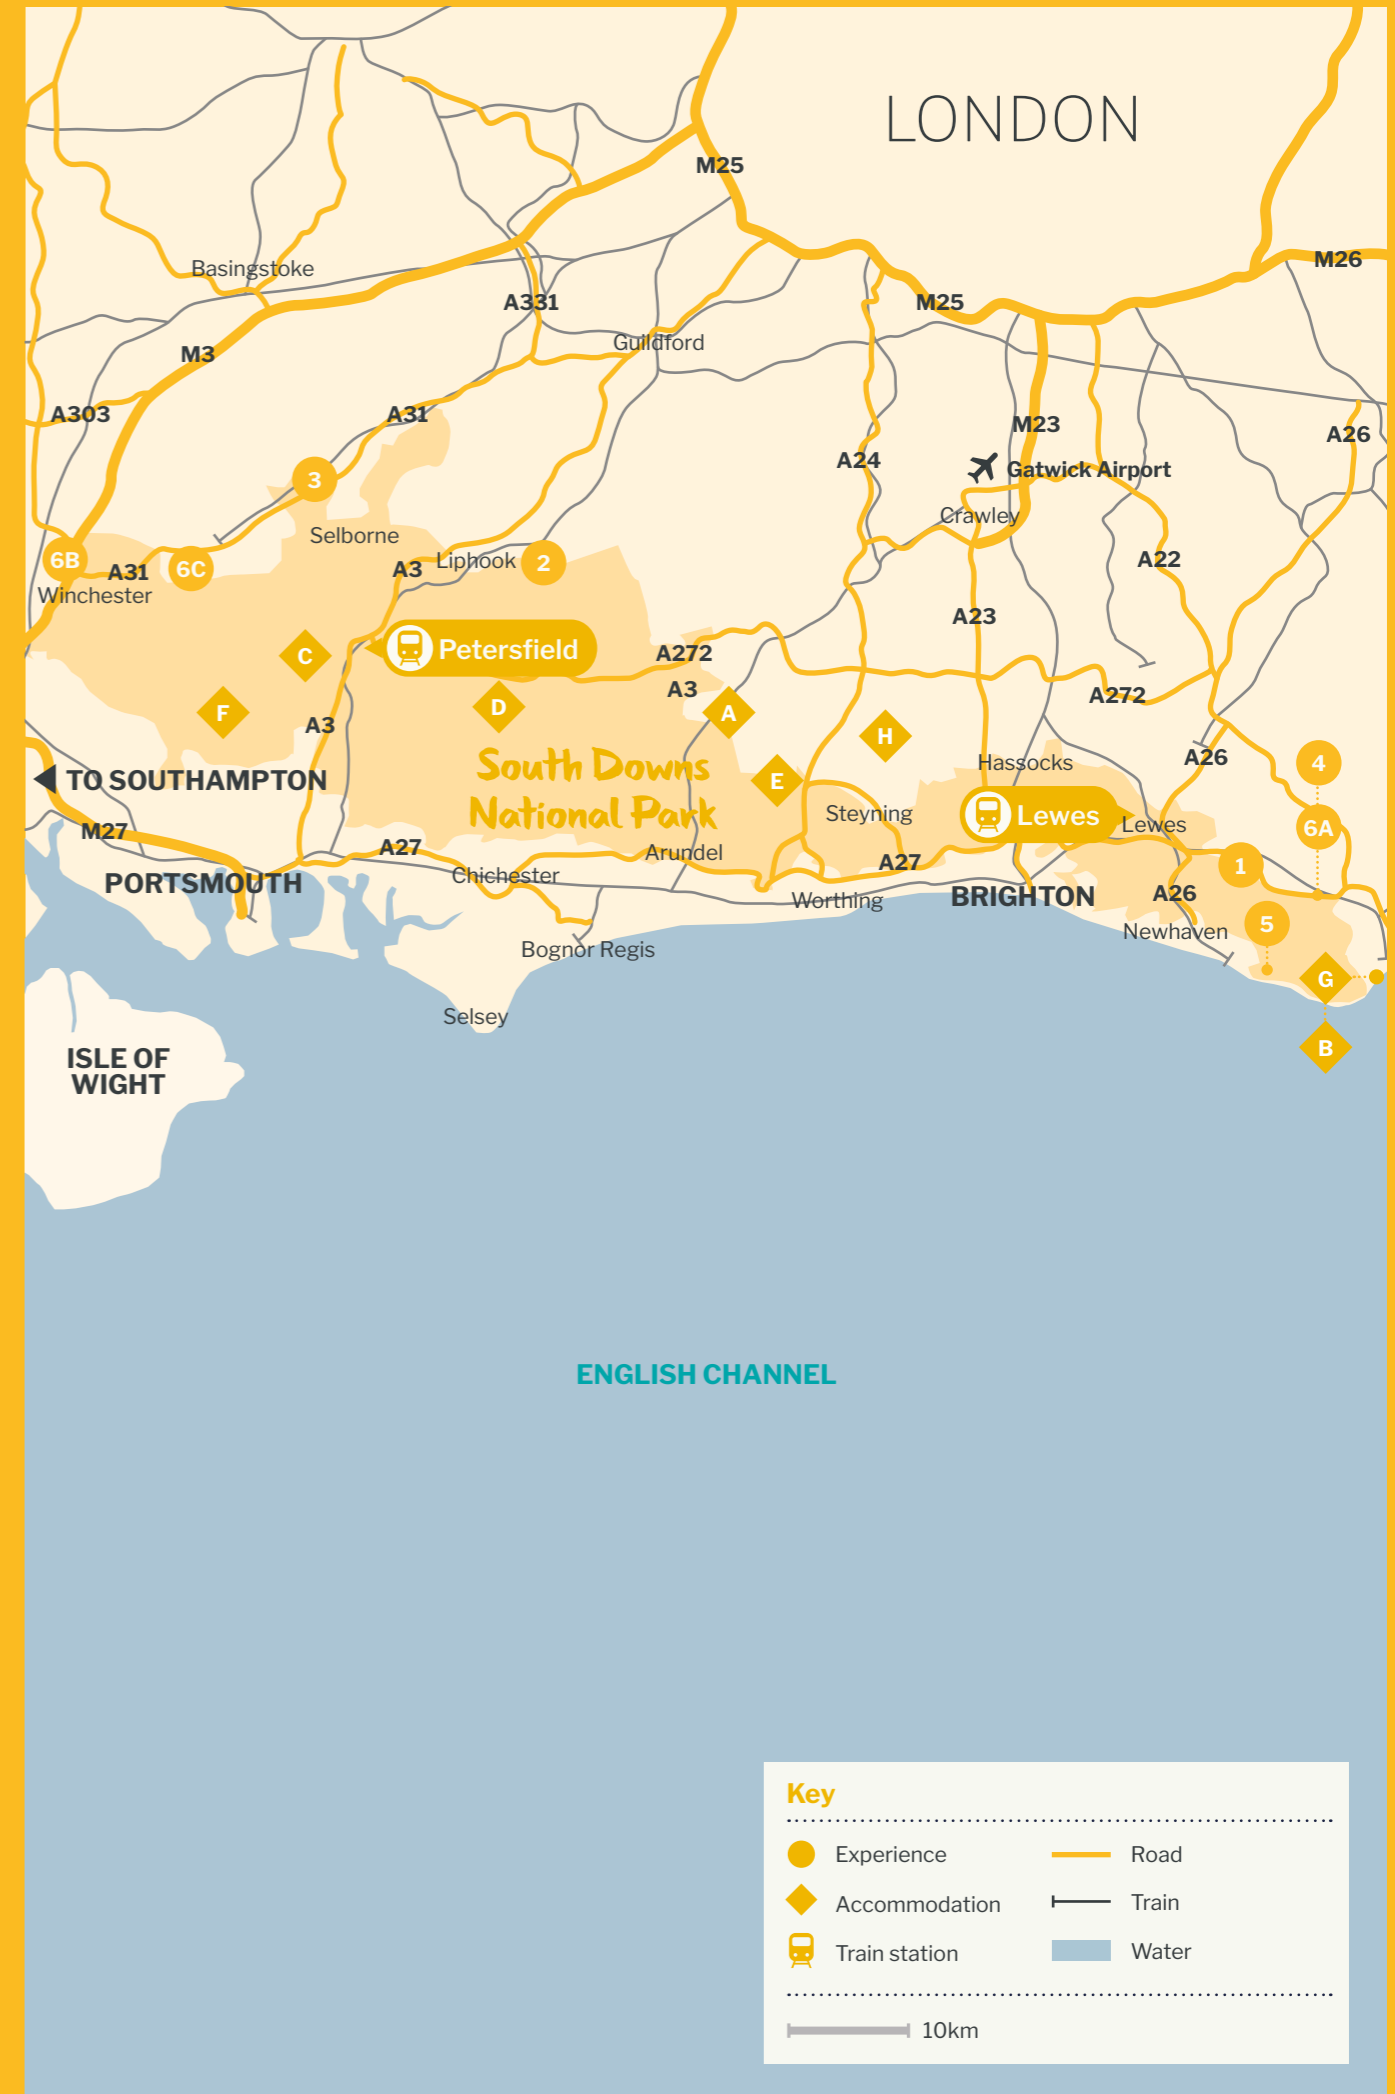 LONDON
M25
M26
Basingstoke
A331
M25
Guildford
M3
A303
A31
M23
A26
A24
Gatwick Airport
3
Crawley
Selborne
6B
A31
6C
A3
Liphook
2
A22
Winchester
A23
Petersfield
A272
C
A3
A272
F
D
A
A3
H
A26
South Downs
National Park
Hassocks
4
TO SOUTHAMPTON
E
Steyning
Lewes
Lewes
6A
M27
A27
Arundel
A27
1
PORTSMOUTH
Chichester
Worthing
BRIGHTON
A26
5
Newhaven
Bognor Regis
G
Selsey
B
ISLE OF
WIGHT
ENGLISH CHANNEL
Key
Experience
Road
Accommodation
Train
Train station
Water
10km